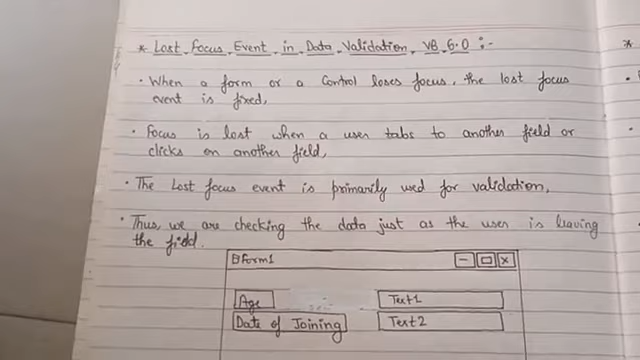 * Lost Focus Event in Data Validation VB 6.0 :-
• When a form or a Control loses focus, the lost focus
event is fixed,
• Focus is lost when a user tabs to another field or
clicks on another field,
• The Lost focus event is primarily used for validation,
• Thus, we are checking the data just as the user is leaving
the field.
Form1
Age Text1
Date of Joining Text2